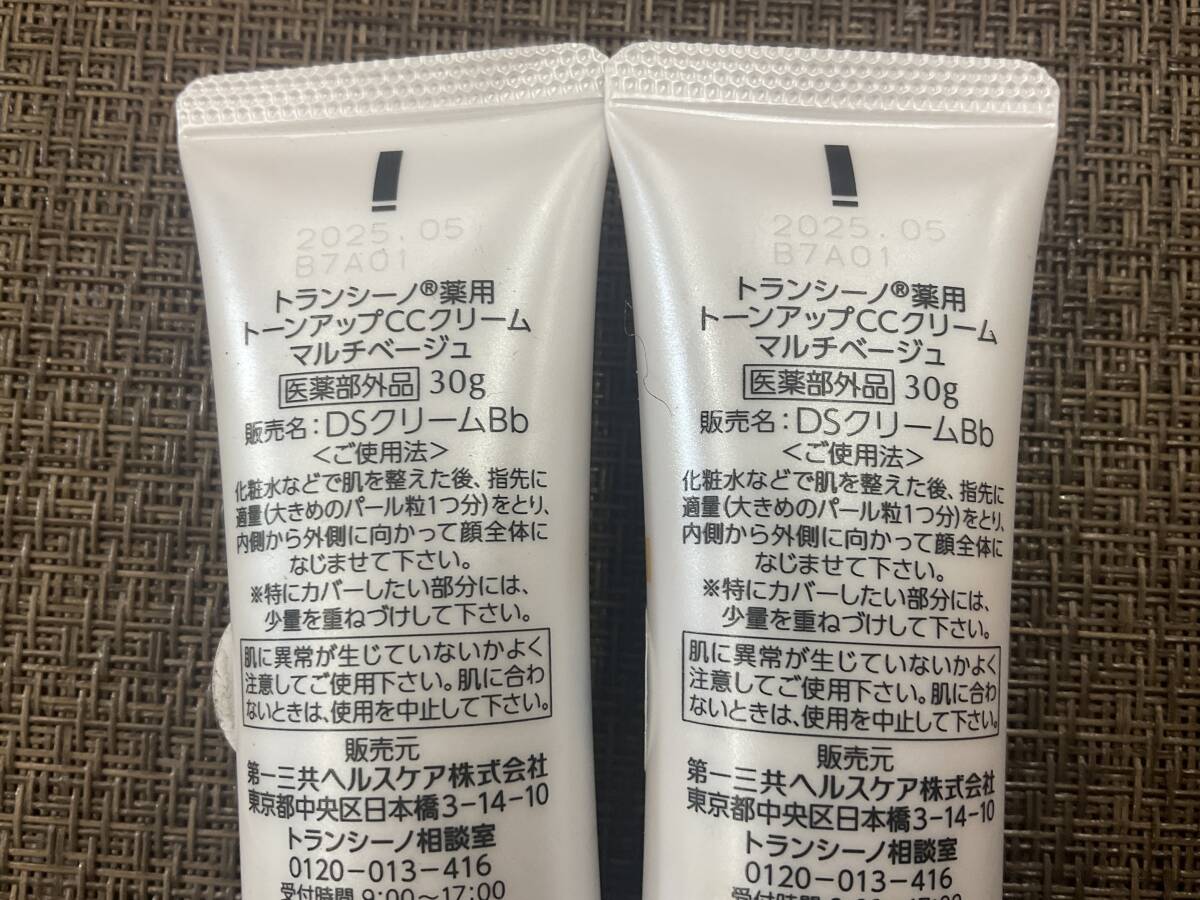 2025.05
B7A01
トランシーノ®薬用
トーンアップCCクリーム
マルチベージュ
医薬部外品 30g
販売名:DSクリームBb
<ご使用法>
化粧水などで肌を整えた後、指先に
適量(大きめのパール粒1つ分)をとり、
内側から外側に向かって顔全体に
なじませて下さい。
※特にカバーしたい部分には、
少量を重ねづけして下さい。
肌に異常が生じていないかよく
注意してご使用下さい。肌に合わ
ないときは、使用を中止して下さい。
販売元
第一三共ヘルスケア株式会社
東京都中央区日本橋3-14-10
トランシーノ相談室
0120-013-416
受付時間 9:00〜17:00
2025.05
B7A01
トランシーノ®薬用
トーンアップCCクリーム
マルチベージュ
医薬部外品 30g
販売名:DSクリームBb
<ご使用法>
化粧水などで肌を整えた後、指先に
適量(大きめのパール粒1つ分)をとり、
内側から外側に向かって顔全体に
なじませて下さい。
※特にカバーしたい部分には、
少量を重ねづけして下さい。
肌に異常が生じていないかよく
注意してご使用下さい。肌に合わ
ないときは、使用を中止して下さい。
販売元
第一三共ヘルスケア株式会社
東京都中央区日本橋3-14-10
トランシーノ相談室
0120-013-416
受付時間